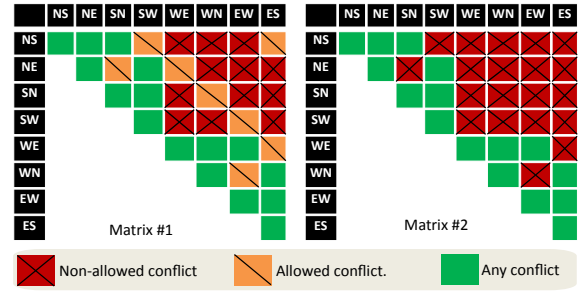 NS NE SN SW WE WN EW ES
NS
NE
SN
SW
WE
WN
EW
ES
Matrix #1
NS NE SN SW WE WN EW ES
NS
NE
SN
SW
WE
WN
EW
ES
Matrix #2
Non-allowed conflict
Allowed conflict.
Any conflict